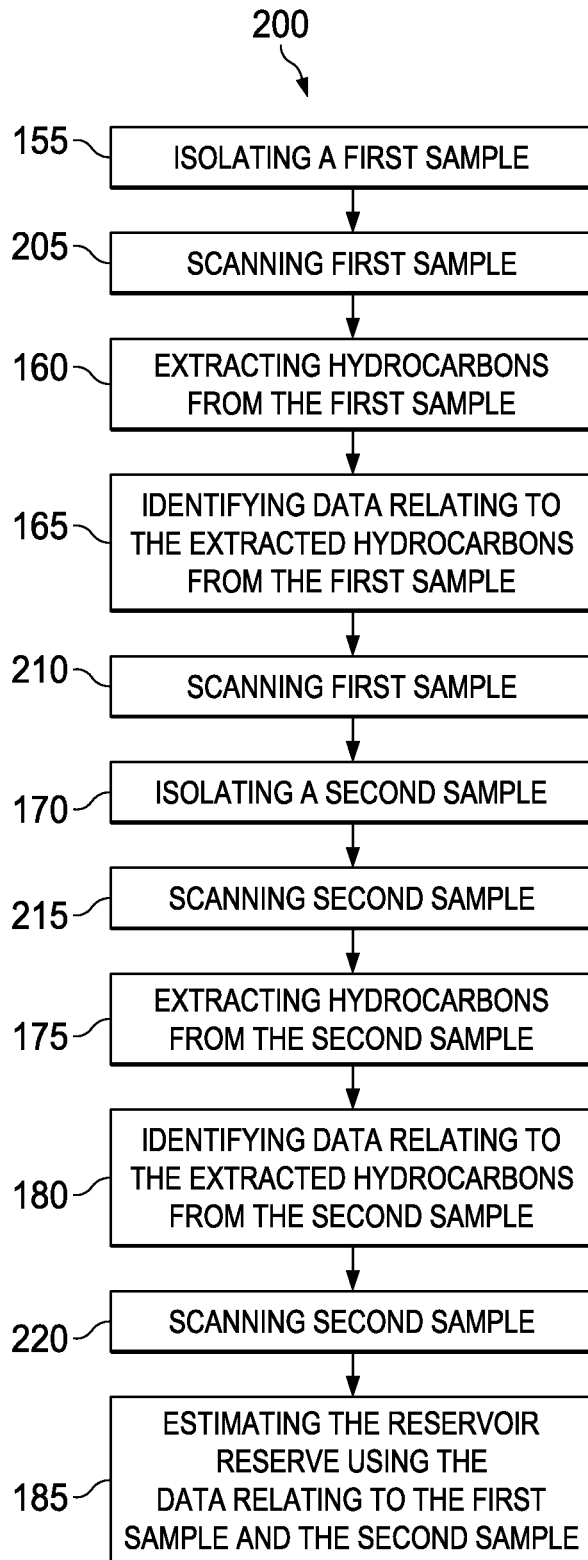 200
155
ISOLATING A FIRST SAMPLE
205
SCANNING FIRST SAMPLE
160
EXTRACTING HYDROCARBONS
FROM THE FIRST SAMPLE
165
IDENTIFYING DATA RELATING TO
THE EXTRACTED HYDROCARBONS
FROM THE FIRST SAMPLE
210
SCANNING FIRST SAMPLE
170
ISOLATING A SECOND SAMPLE
215
SCANNING SECOND SAMPLE
175
EXTRACTING HYDROCARBONS
FROM THE SECOND SAMPLE
180
IDENTIFYING DATA RELATING TO
THE EXTRACTED HYDROCARBONS
FROM THE SECOND SAMPLE
220
SCANNING SECOND SAMPLE
185
ESTIMATING THE RESERVOIR
RESERVE USING THE
DATA RELATING TO THE FIRST
SAMPLE AND THE SECOND SAMPLE